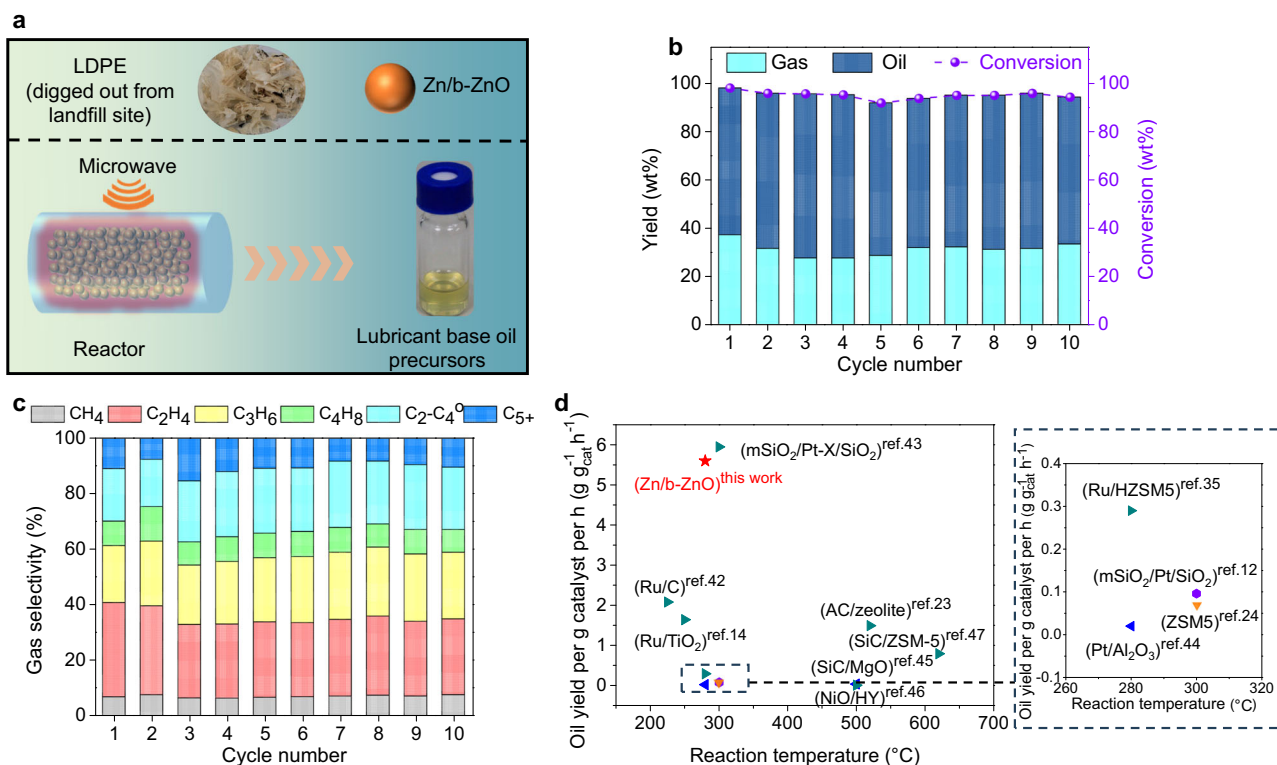 a
LDPE
(digged out from
landfill site)
Zn/b-ZnO
Microwave
Reactor
Lubricant base oil
precursors
b
Gas Oil Conversion
Yield (wt%)
100
80
60
40
20
0
100
80
60
40
20
0
Conversion (wt%)
1 2 3 4 5 6 7 8 9 10
Cycle number
c
CH4 C2H4 C3H6 C4H8 C2-C4o C5+
Gas selectivity (%)
100
80
60
40
20
0
1 2 3 4 5 6 7 8 9 10
Cycle number
d
Oil yield per g catalyst per h (g g-1cat h-1)
6
5
4
3
2
1
0
(mSiO2/Pt-X/SiO2)ref.43
(Zn/b-ZnO)this work
(Ru/C)ref.42
(Ru/TiO2)ref.14
(AC/zeolite)ref.23
(SiC/ZSM-5)ref.47
(SiC/MgO)ref.45
(NiO/HY)ref.46
200 300 400 500 600 700
Reaction temperature (°C)
Oil yield per g catalyst per h (g g-1cat h-1)
0.4
0.3
0.2
0.1
0.0
-0.1
(Ru/HZSM5)ref.35
(mSiO2/Pt/SiO2)ref.12
(ZSM5)ref.24
(Pt/Al2O3)ref.44
260 280 300 320
Reaction temperature (°C)